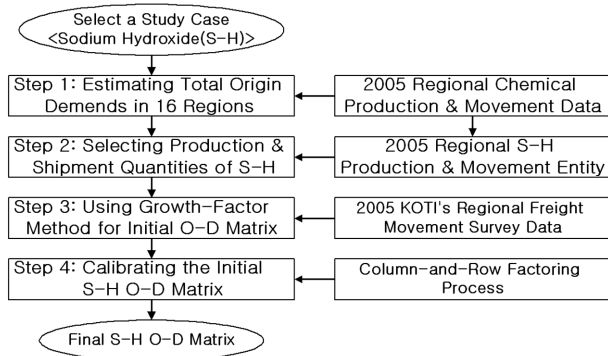 Select a Study Case
<Sodium Hydroxide(S-H)>
Step 1: Estimating Total Origin
Demands in 16 Regions
2005 Regional Chemical
Production & Movement Data
Step 2: Selecting Production &
Shipment Quantities of S-H
2005 Regional S-H
Production & Movement Entity
Step 3: Using Growth-Factor
Method for Initial O-D Matrix
2005 KOTI's Regional Freight
Movement Survey Data
Step 4: Calibrating the Initial
S-H O-D Matrix
Column-and-Row Factoring
Process
Final S-H O-D Matrix